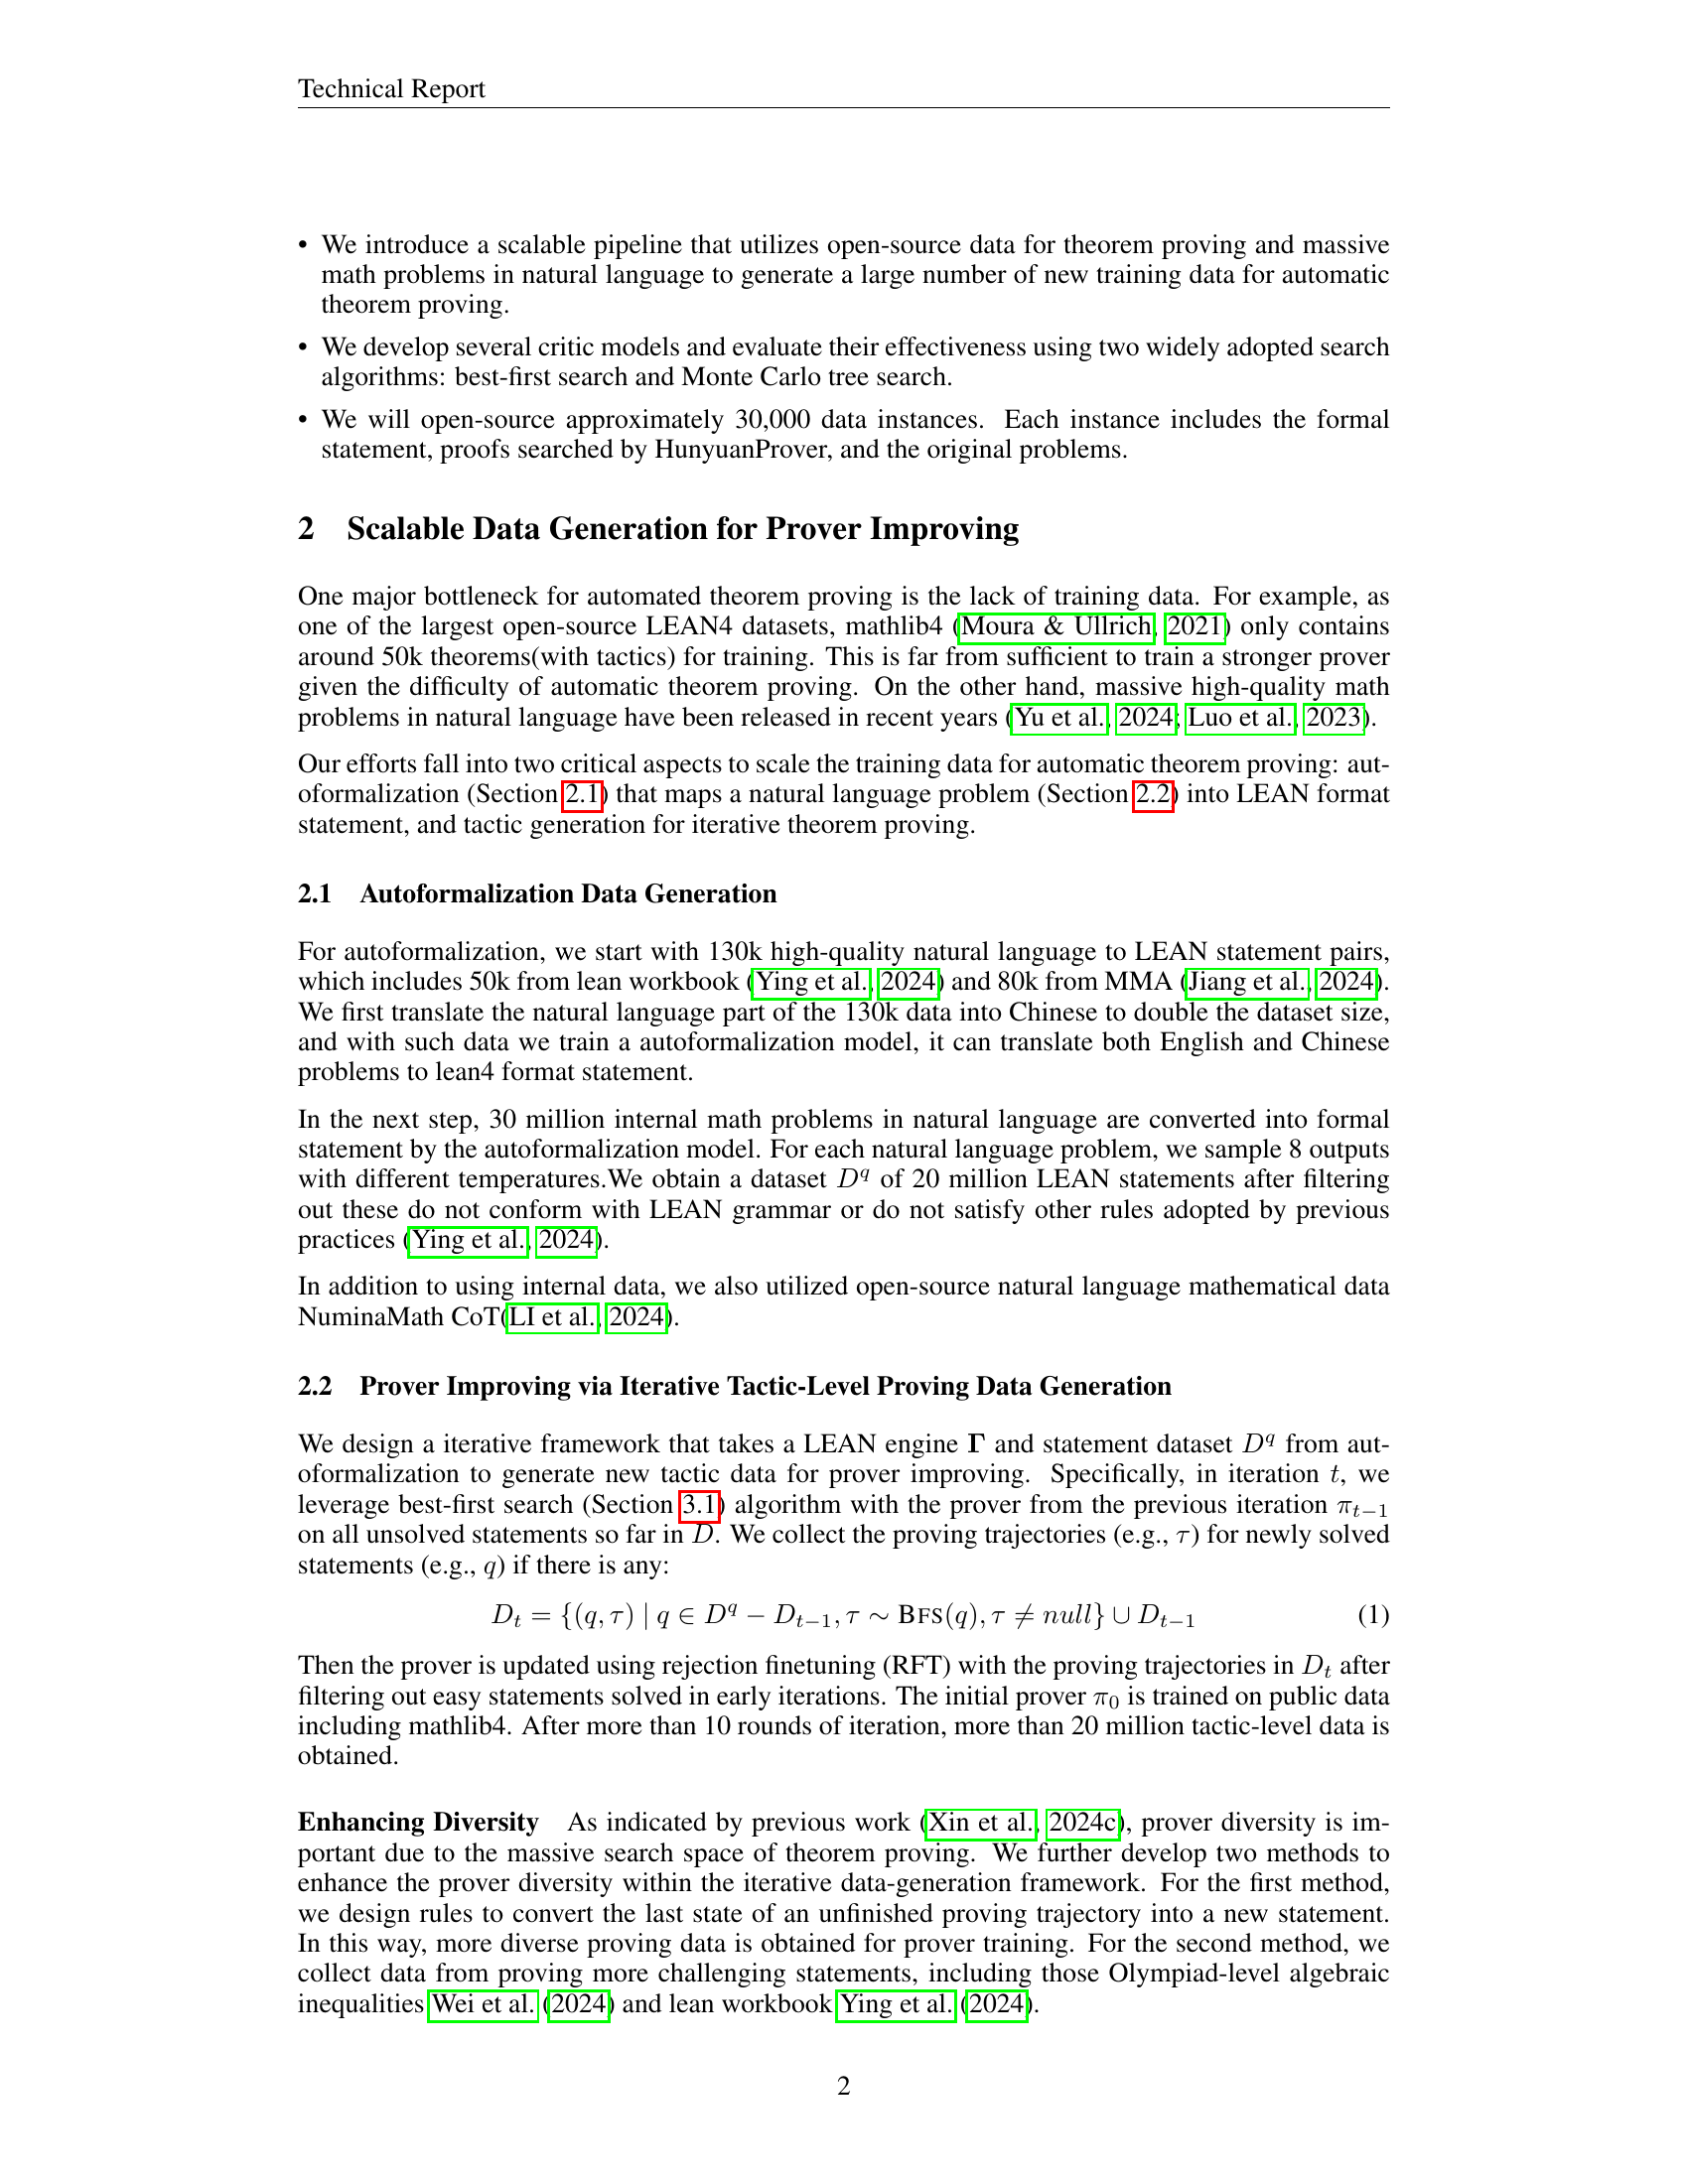 Technical Report
• We introduce a scalable pipeline that utilizes open-source data for theorem proving and massive
math problems in natural language to generate a large number of new training data for automatic
theorem proving.
• We develop several critic models and evaluate their effectiveness using two widely adopted search
algorithms: best-first search and Monte Carlo tree search.
• We will open-source approximately 30,000 data instances. Each instance includes the formal
statement, proofs searched by HunyuanProver, and the original problems.
2 Scalable Data Generation for Prover Improving
One major bottleneck for automated theorem proving is the lack of training data. For example, as
one of the largest open-source LEAN4 datasets, mathlib4 (Moura & Ullrich, 2021) only contains
around 50k theorems(with tactics) for training. This is far from sufficient to train a stronger prover
given the difficulty of automatic theorem proving. On the other hand, massive high-quality math
problems in natural language have been released in recent years (Yu et al., 2024; Luo et al., 2023).
Our efforts fall into two critical aspects to scale the training data for automatic theorem proving: aut-
oformalization (Section 2.1) that maps a natural language problem (Section 2.2) into LEAN format
statement, and tactic generation for iterative theorem proving.
2.1 Autoformalization Data Generation
For autoformalization, we start with 130k high-quality natural language to LEAN statement pairs,
which includes 50k from lean workbook (Ying et al., 2024) and 80k from MMA (Jiang et al., 2024).
We first translate the natural language part of the 130k data into Chinese to double the dataset size,
and with such data we train a autoformalization model, it can translate both English and Chinese
problems to lean4 format statement.
In the next step, 30 million internal math problems in natural language are converted into formal
statement by the autoformalization model. For each natural language problem, we sample 8 outputs
with different temperatures.We obtain a dataset D^q of 20 million LEAN statements after filtering
out these do not conform with LEAN grammar or do not satisfy other rules adopted by previous
practices (Ying et al., 2024).
In addition to using internal data, we also utilized open-source natural language mathematical data
NuminaMath CoT(LI et al., 2024).
2.2 Prover Improving via Iterative Tactic-Level Proving Data Generation
We design a iterative framework that takes a LEAN engine Γ and statement dataset D^q from aut-
oformalization to generate new tactic data for prover improving. Specifically, in iteration t, we
leverage best-first search (Section 3.1) algorithm with the prover from the previous iteration π_{t−1}
on all unsolved statements so far in D. We collect the proving trajectories (e.g., τ) for newly solved
statements (e.g., q) if there is any:
D_t = {(q, τ) | q ∈ D^q − D_{t−1}, τ ∼ BFS(q), τ ≠ null} ∪ D_{t−1} (1)
Then the prover is updated using rejection finetuning (RFT) with the proving trajectories in D_t after
filtering out easy statements solved in early iterations. The initial prover π_0 is trained on public data
including mathlib4. After more than 10 rounds of iteration, more than 20 million tactic-level data is
obtained.
Enhancing Diversity As indicated by previous work (Xin et al., 2024c), prover diversity is im-
portant due to the massive search space of theorem proving. We further develop two methods to
enhance the prover diversity within the iterative data-generation framework. For the first method,
we design rules to convert the last state of an unfinished proving trajectory into a new statement.
In this way, more diverse proving data is obtained for prover training. For the second method, we
collect data from proving more challenging statements, including those Olympiad-level algebraic
inequalities Wei et al. (2024) and lean workbook Ying et al. (2024).
2